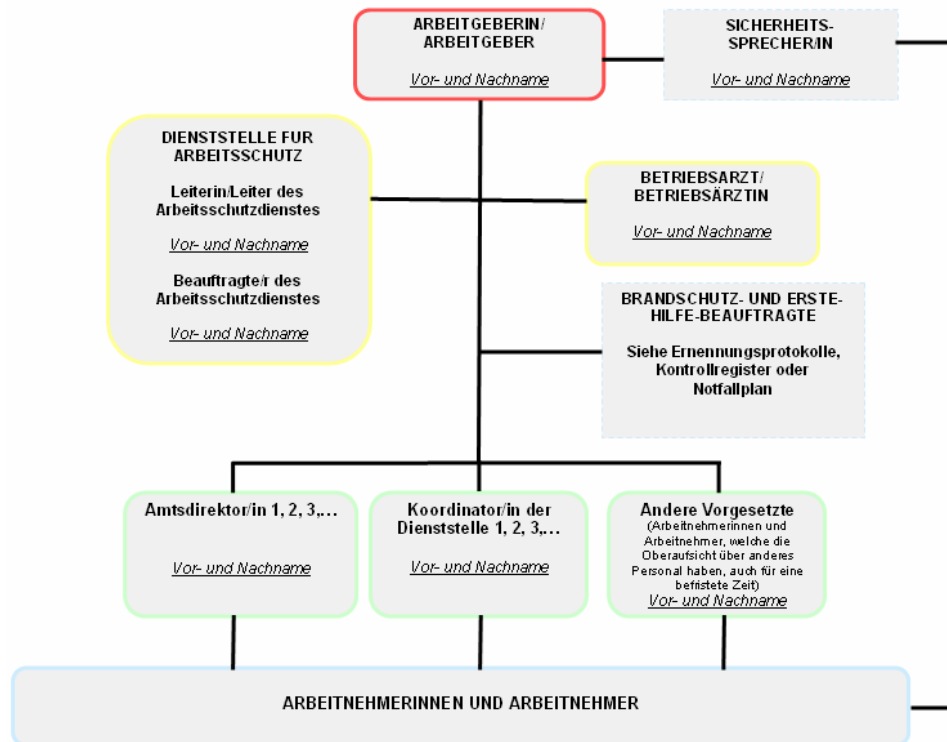 ARBEITGEBERIN/
ARBEITGEBER
Vor- und Nachname
SICHERHEITS-
SPRECHER/IN
Vor- und Nachname
DIENSTSTELLE FUR
ARBEITSSCHUTZ
Leiterin/Leiter des
Arbeitsschutzdienstes
Vor- und Nachname
Beauftragte/r des
Arbeitsschutzdienstes
Vor- und Nachname
BETRIEBSARZT/
BETRIEBSÄRZTIN
Vor- und Nachname
BRANDSCHUTZ- UND ERSTE-
HILFE-BEAUFTRAGTE
Siehe Ernennungsprotokolle,
Kontrollregister oder
Notfallplan
Amtsdirektor/in 1, 2, 3,...
Vor- und Nachname
Koordinator/in der
Dienststelle 1, 2, 3,...
Vor- und Nachname
Andere Vorgesetzte
(Arbeitnehmerinnen und
Arbeitnehmer, welche die
Oberaufsicht über anderes
Personal haben, auch für eine
befristete Zeit)
Vor- und Nachname
ARBEITNEHMERINNEN UND ARBEITNEHMER